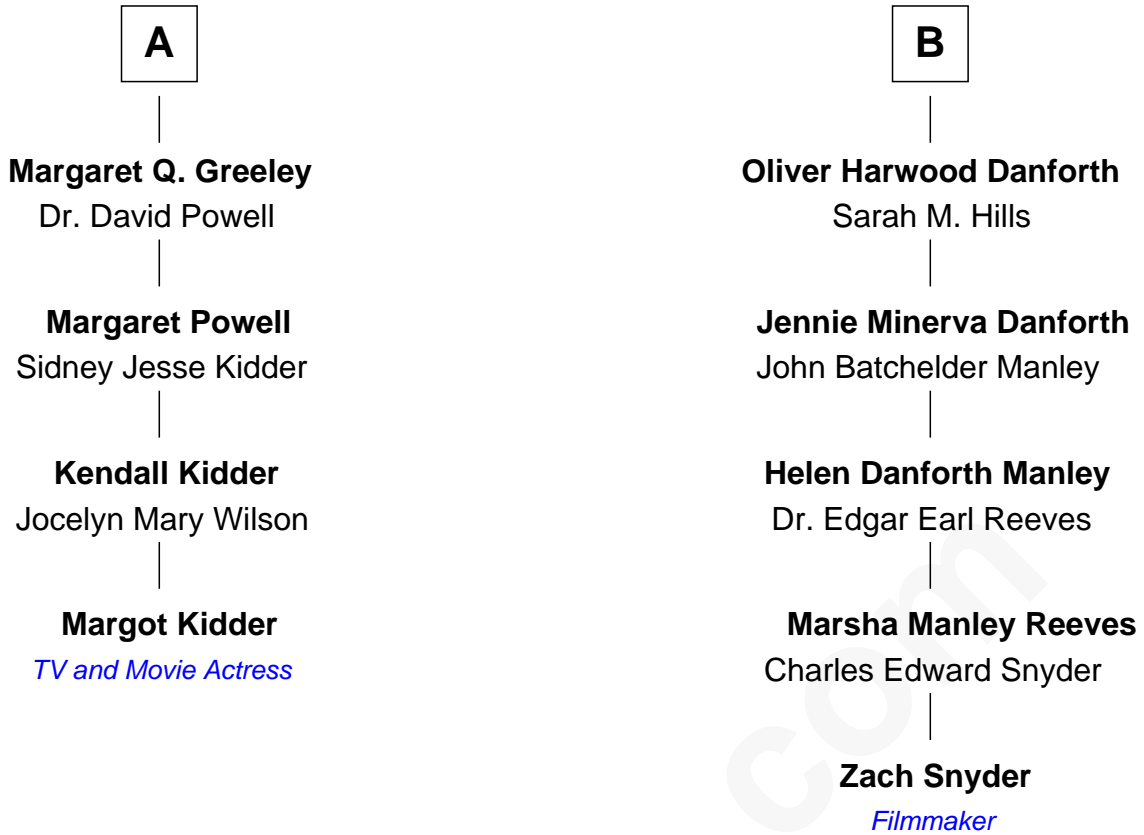 A
Margaret Q. Greeley
Dr. David Powell
Margaret Powell
Sidney Jesse Kidder
Kendall Kidder
Jocelyn Mary Wilson
Margot Kidder
TV and Movie Actress
B
Oliver Harwood Danforth
Sarah M. Hills
Jennie Minerva Danforth
John Batchelder Manley
Helen Danforth Manley
Dr. Edgar Earl Reeves
Marsha Manley Reeves
Charles Edward Snyder
Zach Snyder
Filmmaker
com